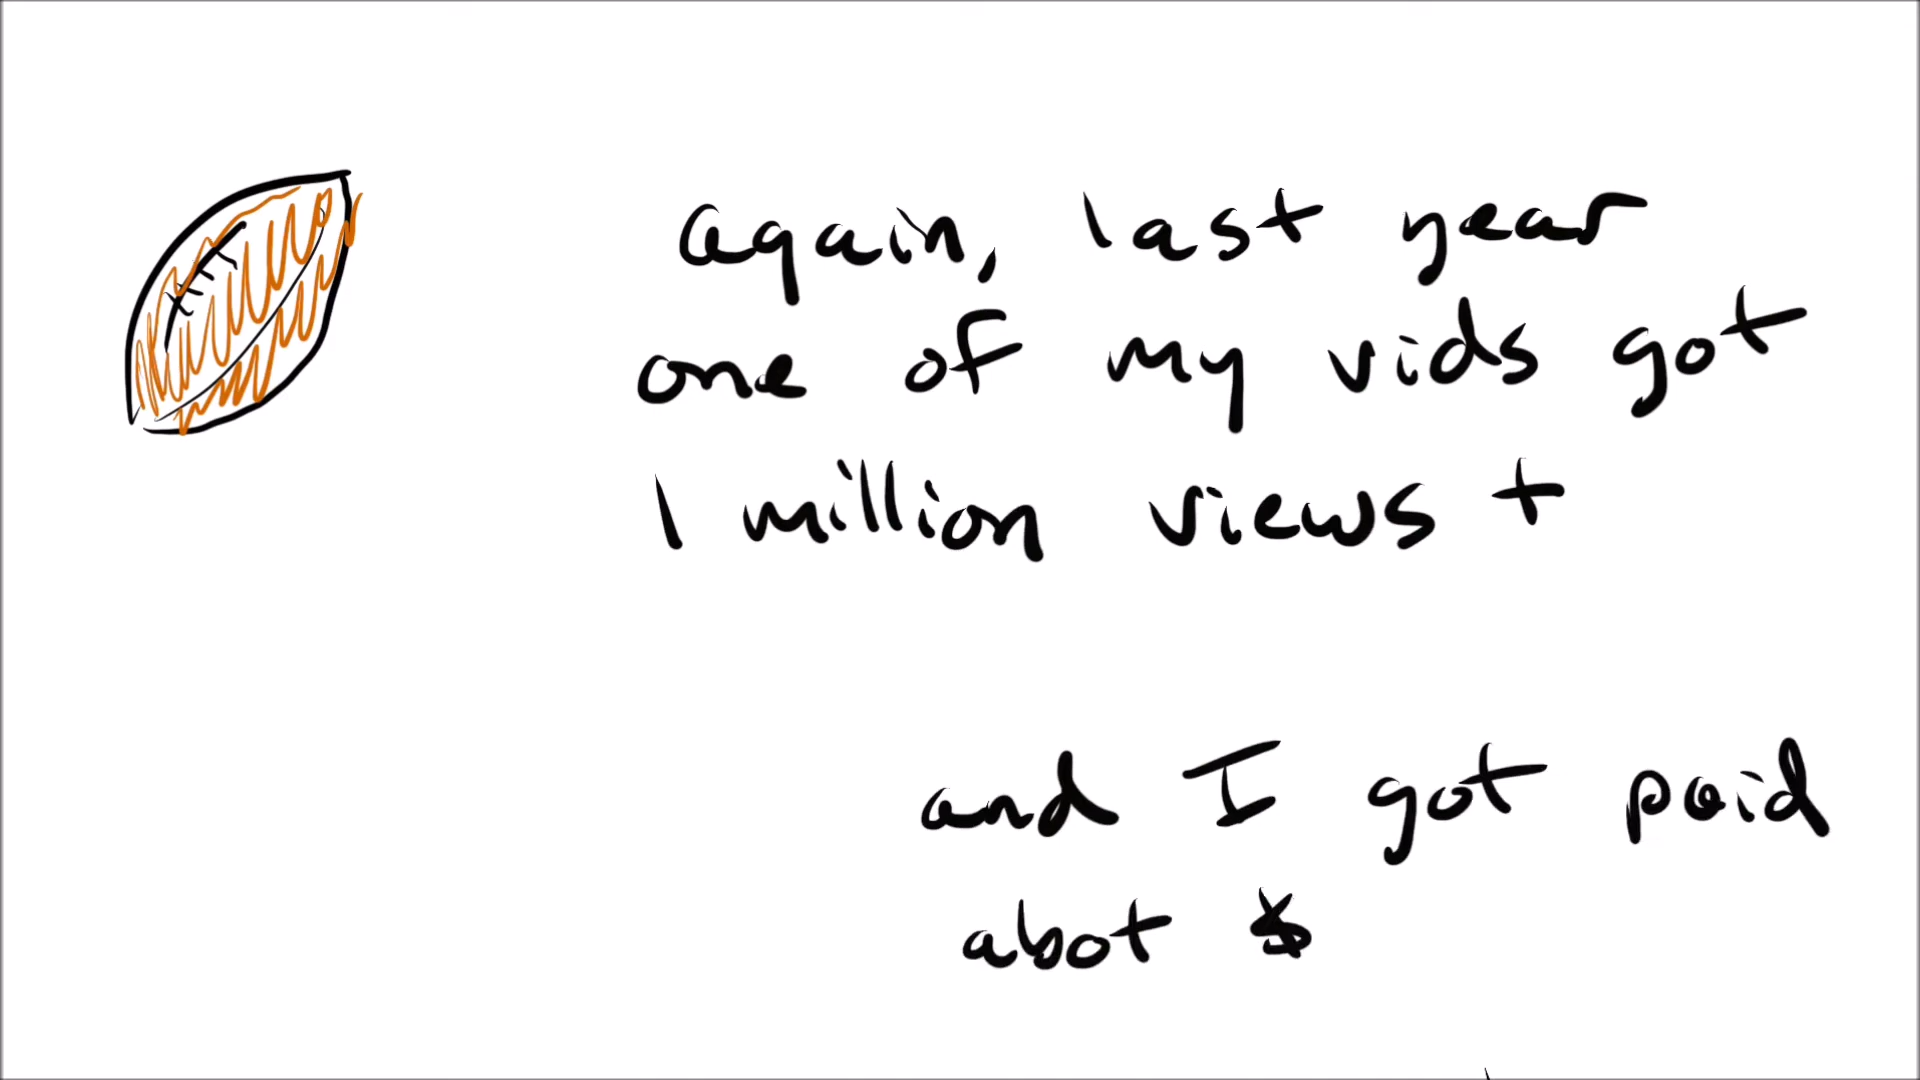 again, last year
one of my vids got
1 million views +
and I got paid
abot $